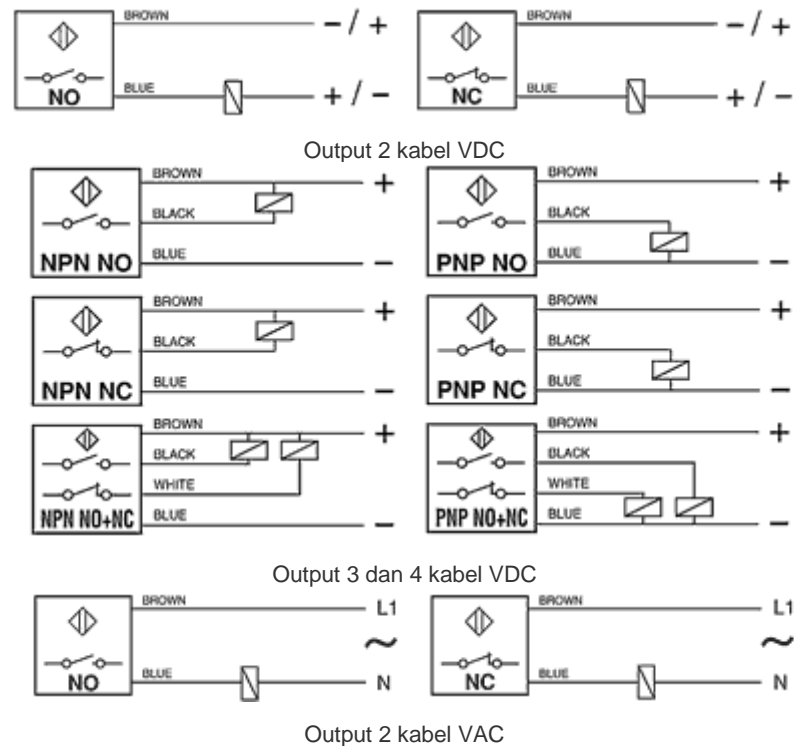 BROWN - / +
NO
BLUE + / -
BROWN - / +
NC
BLUE + / -
Output 2 kabel VDC
BROWN +
BLACK
NPN NO
BLUE -
BROWN +
BLACK
PNP NO
BLUE -
BROWN +
BLACK
NPN NC
BLUE -
BROWN +
BLACK
PNP NC
BLUE -
BROWN +
BLACK
WHITE
NPN NO+NC
BLUE -
BROWN +
BLACK
WHITE
PNP NO+NC
BLUE -
Output 3 dan 4 kabel VDC
BROWN L1
~
NO
BLUE N
BROWN L1
~
NC
BLUE N
Output 2 kabel VAC